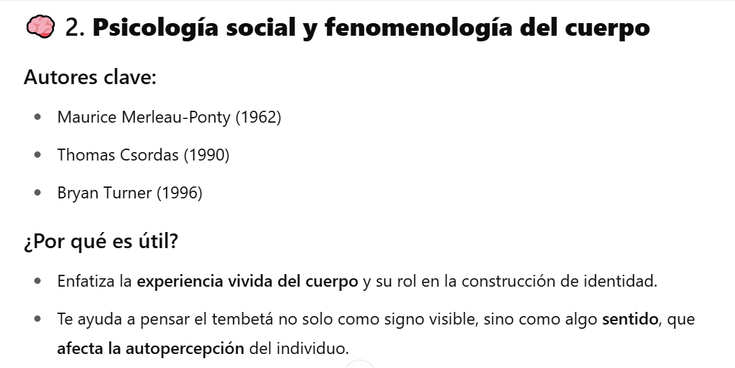 🧠 2. Psicología social y fenomenología del cuerpo
Autores clave:
• Maurice Merleau-Ponty (1962)
• Thomas Csordas (1990)
• Bryan Turner (1996)
¿Por qué es útil?
• Enfatiza la experiencia vivida del cuerpo y su rol en la construcción de identidad.
• Te ayuda a pensar el tembetá no solo como signo visible, sino como algo sentido, que
afecta la autopercepción del individuo.